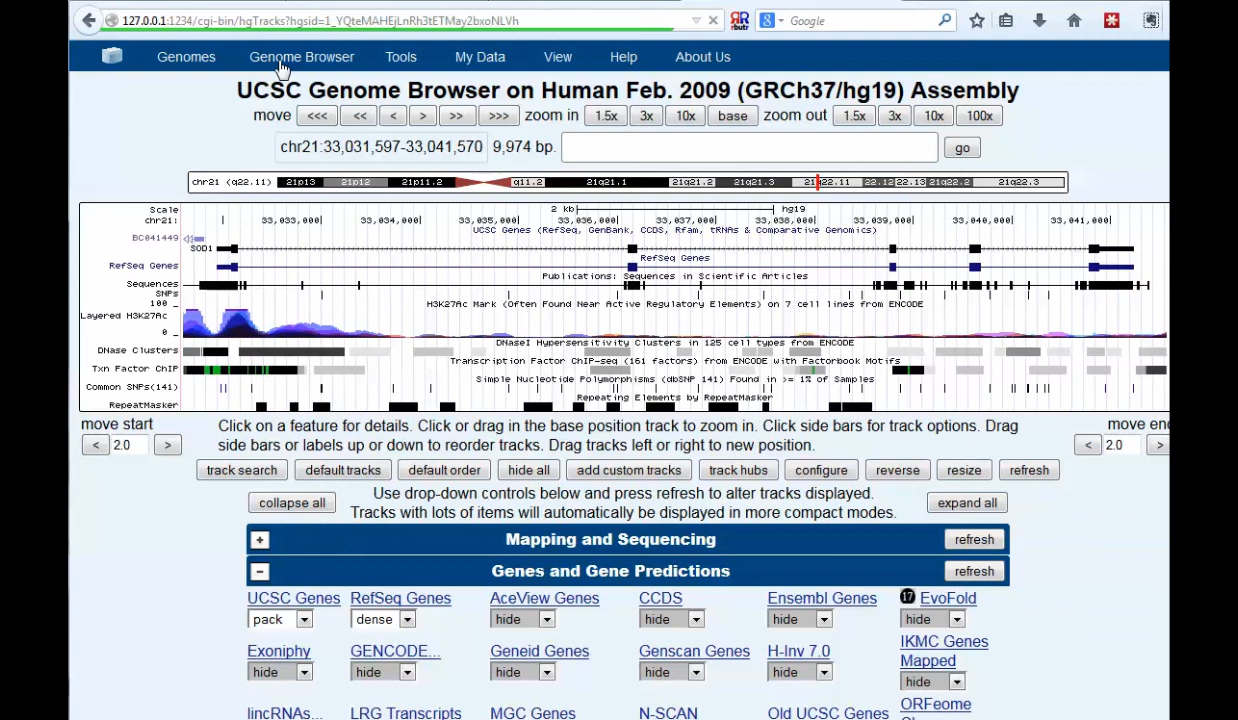 127.0.0.1:1234/cgi-bin/hgTracks?hgsid=1_YQteMAHEjLnRh3tETMay2bxoNLVh
RR rbutr
8 Google
Genomes Genome Browser Tools My Data View Help About Us
UCSC Genome Browser on Human Feb. 2009 (GRCh37/hg19) Assembly
move <<< << < > >> >>> zoom in 1.5x 3x 10x base zoom out 1.5x 3x 10x 100x
chr21:33,031,597-33,041,570 9,974 bp. go
chr21 (q22.11) 21p13 21p12 21p11.2 q11.2 21q21.1 21q21.2 21q21.3 21q22.11 22.12 22.13 21q22.2 21q22.3
Scale 2 kb hg19
chr21: 33,033,000 33,034,000 33,035,000 33,036,000 33,037,000 33,038,000 33,039,000 33,040,000 33,041,000
UCSC Genes (RefSeq, GenBank, CCDS, Rfam, tRNAs & Comparative Genomics)
BC041449
SOD1
RefSeq Genes
RefSeq Genes
Publications: Sequences in Scientific Articles
Sequences
SNPs
H3K27Ac Mark (Often Found Near Active Regulatory Elements) on 7 cell lines from ENCODE
100 _
Layered H3K27Ac
0 _
DNaseI Hypersensitivity Clusters in 125 cell types from ENCODE
DNase Clusters
Transcription Factor ChIP-seq (161 factors) from ENCODE with Factorbook Motifs
Txn Factor ChIP
Simple Nucleotide Polymorphisms (dbSNP 141) Found in >= 1% of Samples
Common SNPs(141)
Repeating Elements by RepeatMasker
RepeatMasker
move start
< 2.0 >
Click on a feature for details. Click or drag in the base position track to zoom in. Click side bars for track options. Drag
side bars or labels up or down to reorder tracks. Drag tracks left or right to new position.
move end
< 2.0 >
track search default tracks default order hide all add custom tracks track hubs configure reverse resize refresh
collapse all
Use drop-down controls below and press refresh to alter tracks displayed.
Tracks with lots of items will automatically be displayed in more compact modes.
expand all
+ Mapping and Sequencing refresh
- Genes and Gene Predictions refresh
UCSC Genes RefSeq Genes AceView Genes CCDS Ensembl Genes 17 EvoFold
pack dense hide hide hide hide
Exoniphy GENCODE... Geneid Genes Genscan Genes H-Inv 7.0 IKMC Genes
Mapped
hide hide hide hide hide hide
lincRNAs... LRG Transcripts MGC Genes N-SCAN Old UCSC Genes ORFeome